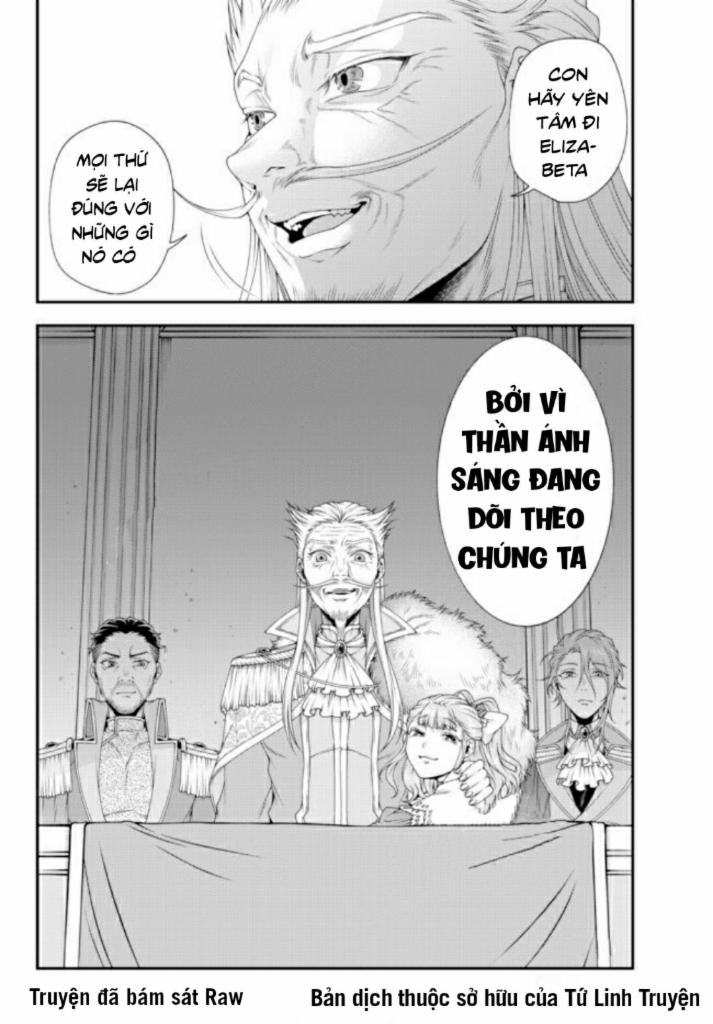 CON
HÃY YÊN
TÂM ĐI
ELIZA-
BETA
MỌI THỨ
SẼ LẠI
ĐÚNG VỚI
NHỮNG GÌ
NÓ CÓ
BỞI VÌ
THẦN ÁNH
SÁNG ĐANG
DÕI THEO
CHÚNG TA
Truyện đã bám sát Raw
Bản dịch thuộc sở hữu của Tứ Linh Truyện